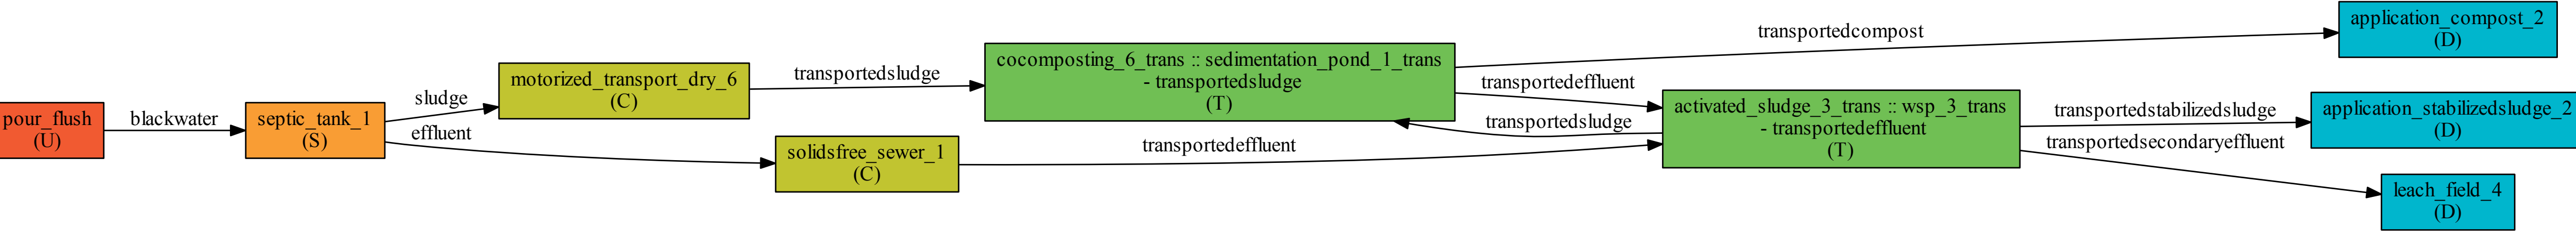 pour_flush
(U)
blackwater
septic_tank_1
(S)
sludge
effluent
motorized_transport_dry_6
(C)
solidsfree_sewer_1
(C)
transportedsludge
transportedeffluent
cocomposting_6_trans :: sedimentation_pond_1_trans
- transportedsludge
(T)
transportedcompost
transportedeffluent
transportedsludge
activated_sludge_3_trans :: wsp_3_trans
- transportedeffluent
(T)
transportedstabilizedsludge
transportedsecondaryeffluent
application_compost_2
(D)
application_stabilizedsludge_2
(D)
leach_field_4
(D)